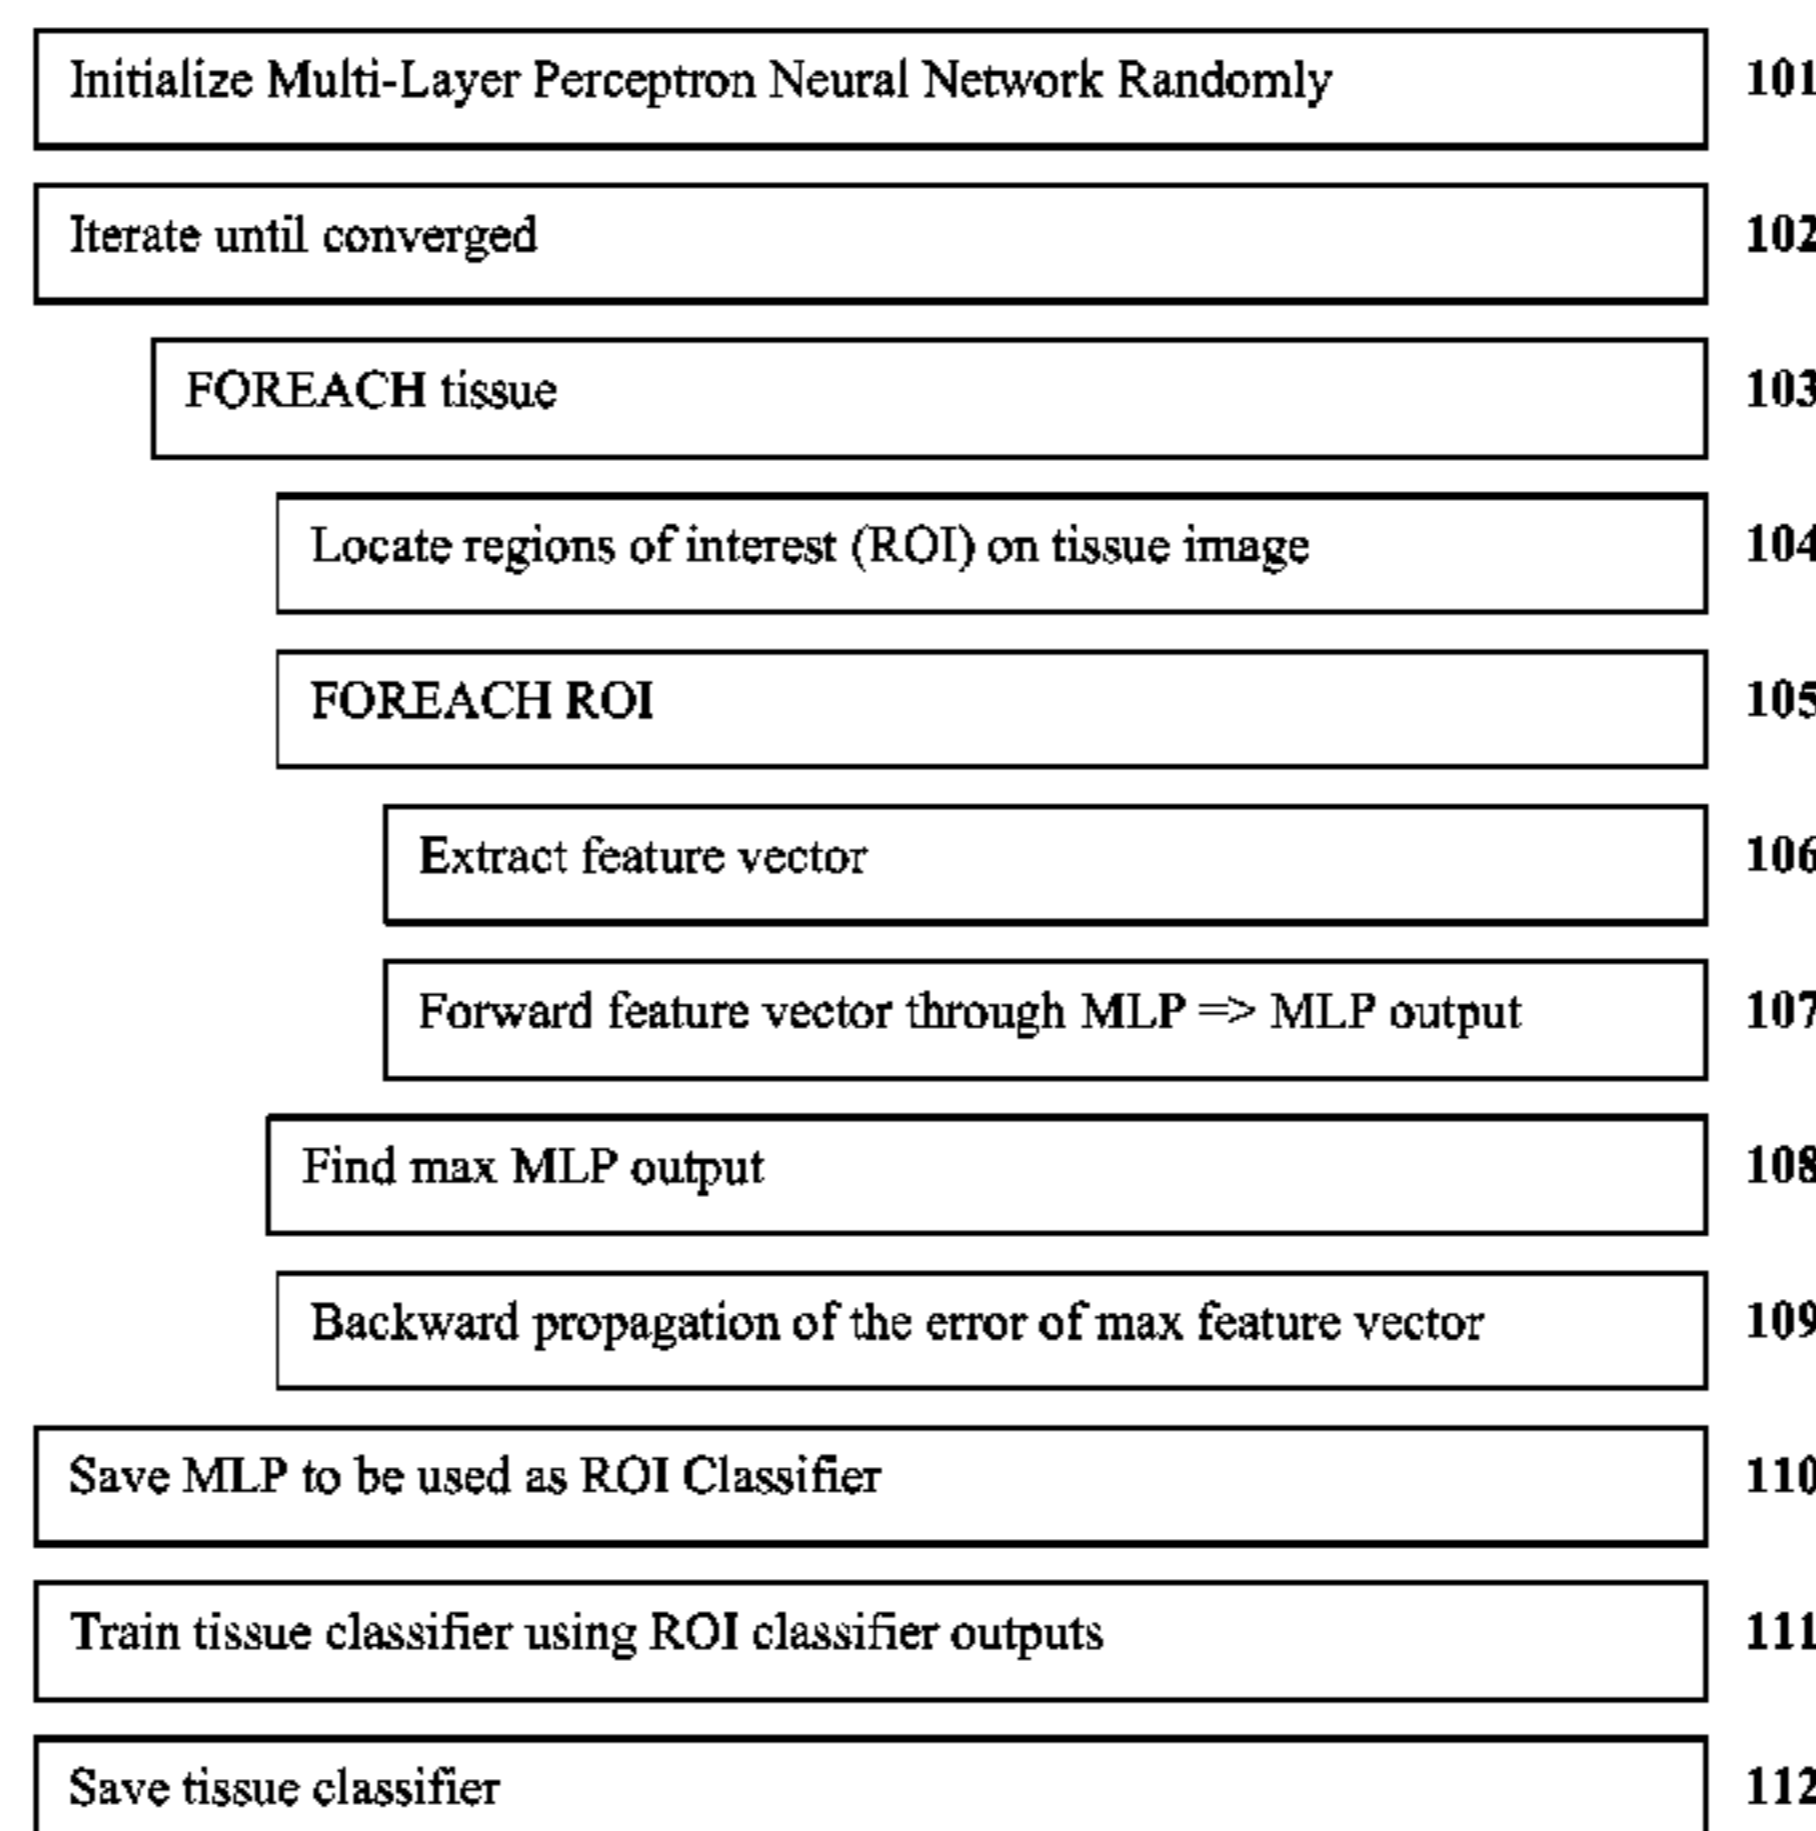 Initialize Multi-Layer Perceptron Neural Network Randomly 101
Iterate until converged 102
FOREACH tissue 103
Locate regions of interest (ROI) on tissue image 104
FOREACH ROI 105
Extract feature vector 106
Forward feature vector through MLP => MLP output 107
Find max MLP output 108
Backward propagation of the error of max feature vector 109
Save MLP to be used as ROI Classifier 110
Train tissue classifier using ROI classifier outputs 111
Save tissue classifier 112